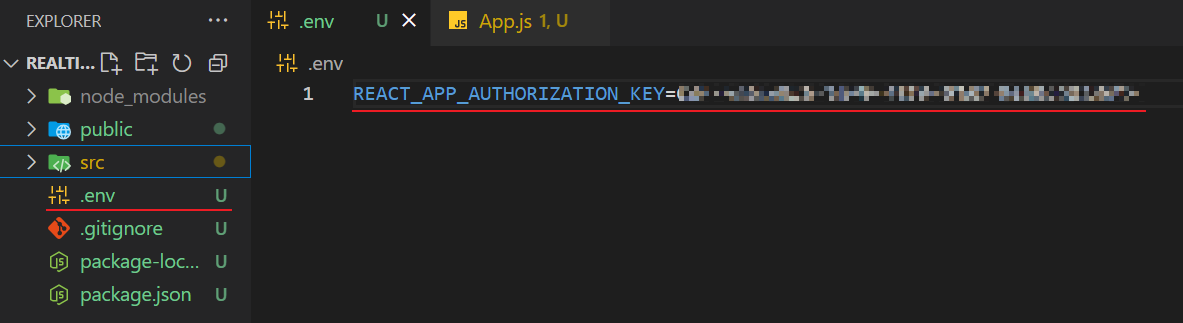 EXPLORER ...
REALTI...
node_modules
public
src
.env U
.gitignore U
package-loc... U
package.json U
.env U
JS App.js 1, U
.env
1 REACT_APP_AUTHORIZATION_KEY=